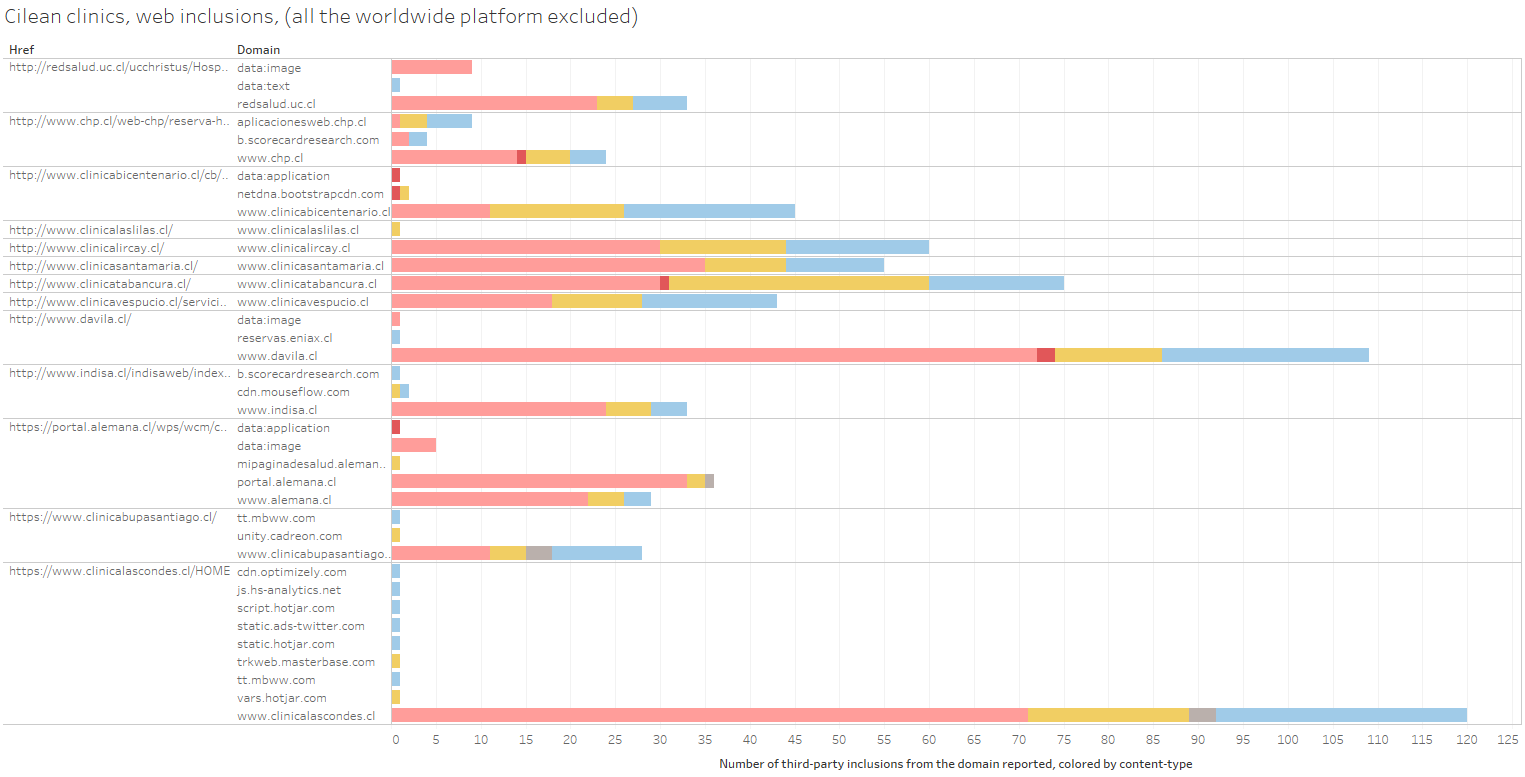 Cilean clinics, web inclusions, (all the worldwide platform excluded)
Href Domain
http://redsalud.uc.cl/ucchristus/Hosp.. data:image
data:text
redsalud.uc.cl
http://www.chp.cl/web-chp/reserva-h.. aplicacionesweb.chp.cl
b.scorecardresearch.com
www.chp.cl
http://www.clinicabicentenario.cl/cb/.. data:application
netdna.bootstrapcdn.com
www.clinicabicentenario.cl
http://www.clinicalaslilas.cl/ www.clinicalaslilas.cl
http://www.clinicalircay.cl/ www.clinicalircay.cl
http://www.clinicasantamaria.cl/ www.clinicasantamaria.cl
http://www.clinicatabancura.cl/ www.clinicatabancura.cl
http://www.clinicavespucio.cl/servici.. www.clinicavespucio.cl
http://www.davila.cl/ data:image
reservas.eniax.cl
www.davila.cl
http://www.indisa.cl/indisaweb/index.. b.scorecardresearch.com
cdn.mouseflow.com
www.indisa.cl
https://portal.alemana.cl/wps/wcm/c.. data:application
data:image
mipaginadesalud.aleman..
portal.alemana.cl
www.alemana.cl
https://www.clinicabupasantiago.cl/ tt.mbww.com
unity.cadreon.com
www.clinicabupasantiago..
https://www.clinicalascondes.cl/HOME cdn.optimizely.com
js.hs-analytics.net
script.hotjar.com
static.ads-twitter.com
static.hotjar.com
trkweb.masterbase.com
tt.mbww.com
vars.hotjar.com
www.clinicalascondes.cl
0 5 10 15 20 25 30 35 40 45 50 55 60 65 70 75 80 85 90 95 100 105 110 115 120 125
Number of third-party inclusions from the domain reported, colored by content-type